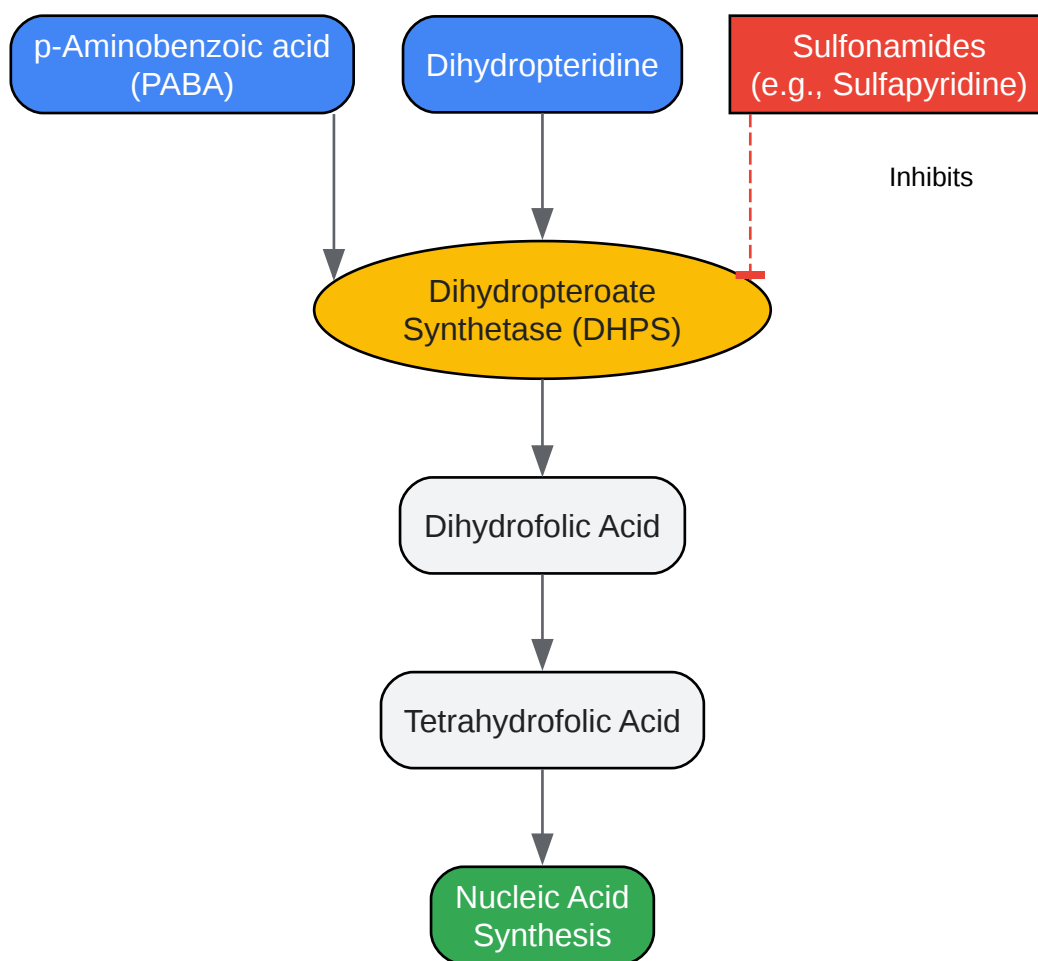 p-Aminobenzoic acid
(PABA)
Dihydropteridine
Sulfonamides
(e.g., Sulfapyridine)
Inhibits
Dihydropteroate
Synthetase (DHPS)
Dihydrofolic Acid
Tetrahydrofolic Acid
Nucleic Acid
Synthesis